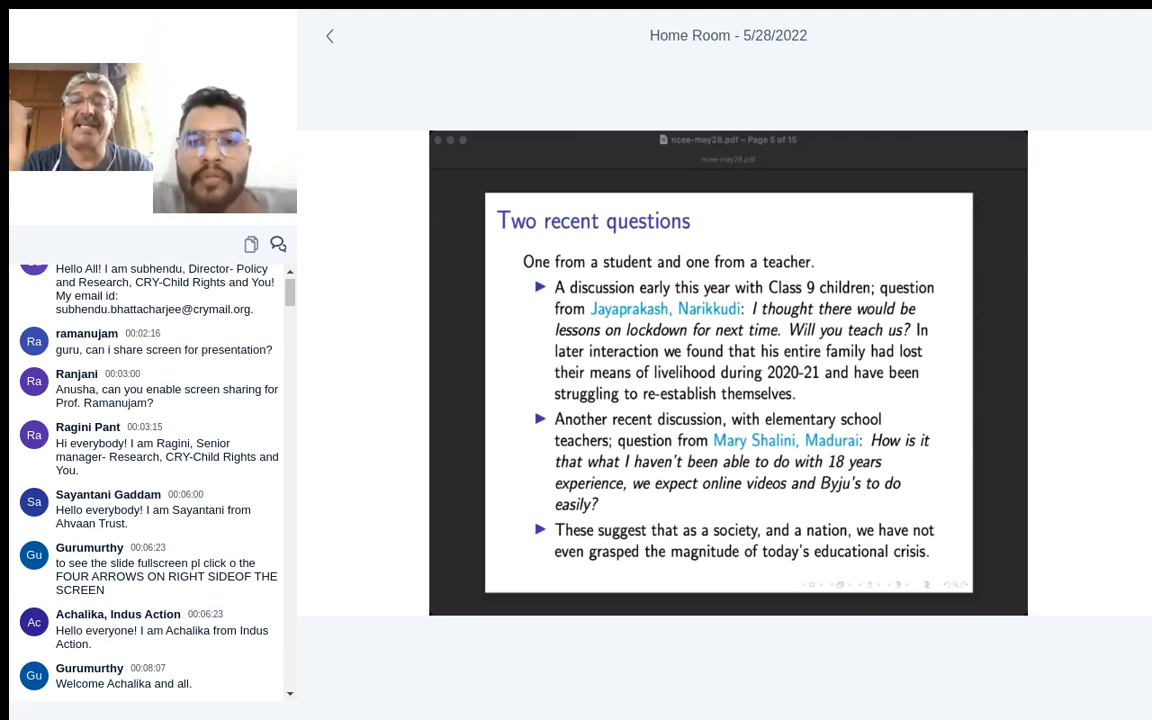 Home Room - 5/28/2022
Hello All! I am subhendu, Director- Policy
and Research, CRY-Child Rights and You!
My email id:
subhendu.bhattacharjee@crymail.org.
Ra
ramanujam 00:02:16
guru, can i share screen for presentation?
Ra
Ranjani 00:03:00
Anusha, can you enable screen sharing for
Prof. Ramanujam?
Ra
Ragini Pant 00:03:15
Hi everybody! I am Ragini, Senior
manager- Research, CRY-Child Rights and
You.
Sa
Sayantani Gaddam 00:06:00
Hello everybody! I am Sayantani from
Ahvaan Trust.
Gu
Gurumurthy 00:06:23
to see the slide fullscreen pl click o the
FOUR ARROWS ON RIGHT SIDEOF THE
SCREEN
Ac
Achalika, Indus Action 00:06:23
Hello everyone! I am Achalika from Indus
Action.
Gu
Gurumurthy 00:08:07
Welcome Achalika and all.
ncee-may28.pdf – Page 5 of 15
ncee-may28.pdf
Two recent questions
One from a student and one from a teacher.
A discussion early this year with Class 9 children; question
from Jayaprakash, Narikkudi: I thought there would be
lessons on lockdown for next time. Will you teach us? In
later interaction we found that his entire family had lost
their means of livelihood during 2020-21 and have been
struggling to re-establish themselves.
Another recent discussion, with elementary school
teachers; question from Mary Shalini, Madurai: How is it
that what I haven't been able to do with 18 years
experience, we expect online videos and Byju's to do
easily?
These suggest that as a society, and a nation, we have not
even grasped the magnitude of today's educational crisis.